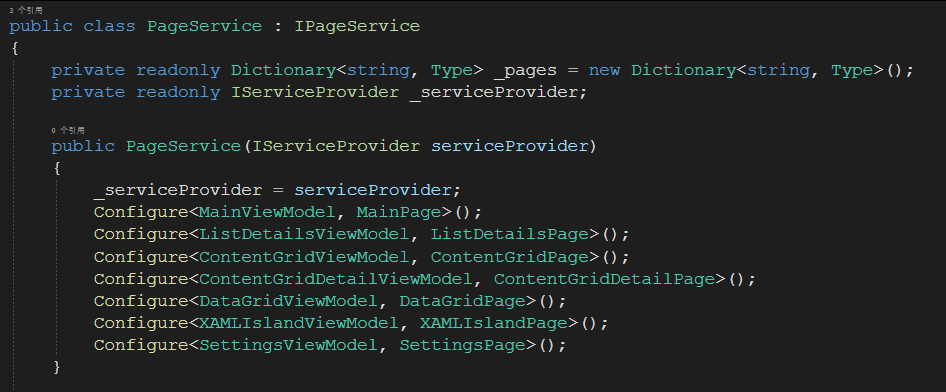 3 个引用
public class PageService : IPageService
{
private readonly Dictionary<string, Type> _pages = new Dictionary<string, Type>();
private readonly IServiceProvider _serviceProvider;
0 个引用
public PageService(IServiceProvider serviceProvider)
{
_serviceProvider = serviceProvider;
Configure<MainViewModel, MainPage>();
Configure<ListDetailsViewModel, ListDetailsPage>();
Configure<ContentGridViewModel, ContentGridPage>();
Configure<ContentGridDetailViewModel, ContentGridDetailPage>();
Configure<DataGridViewModel, DataGridPage>();
Configure<XAMLIslandViewModel, XAMLIslandPage>();
Configure<SettingsViewModel, SettingsPage>();
}